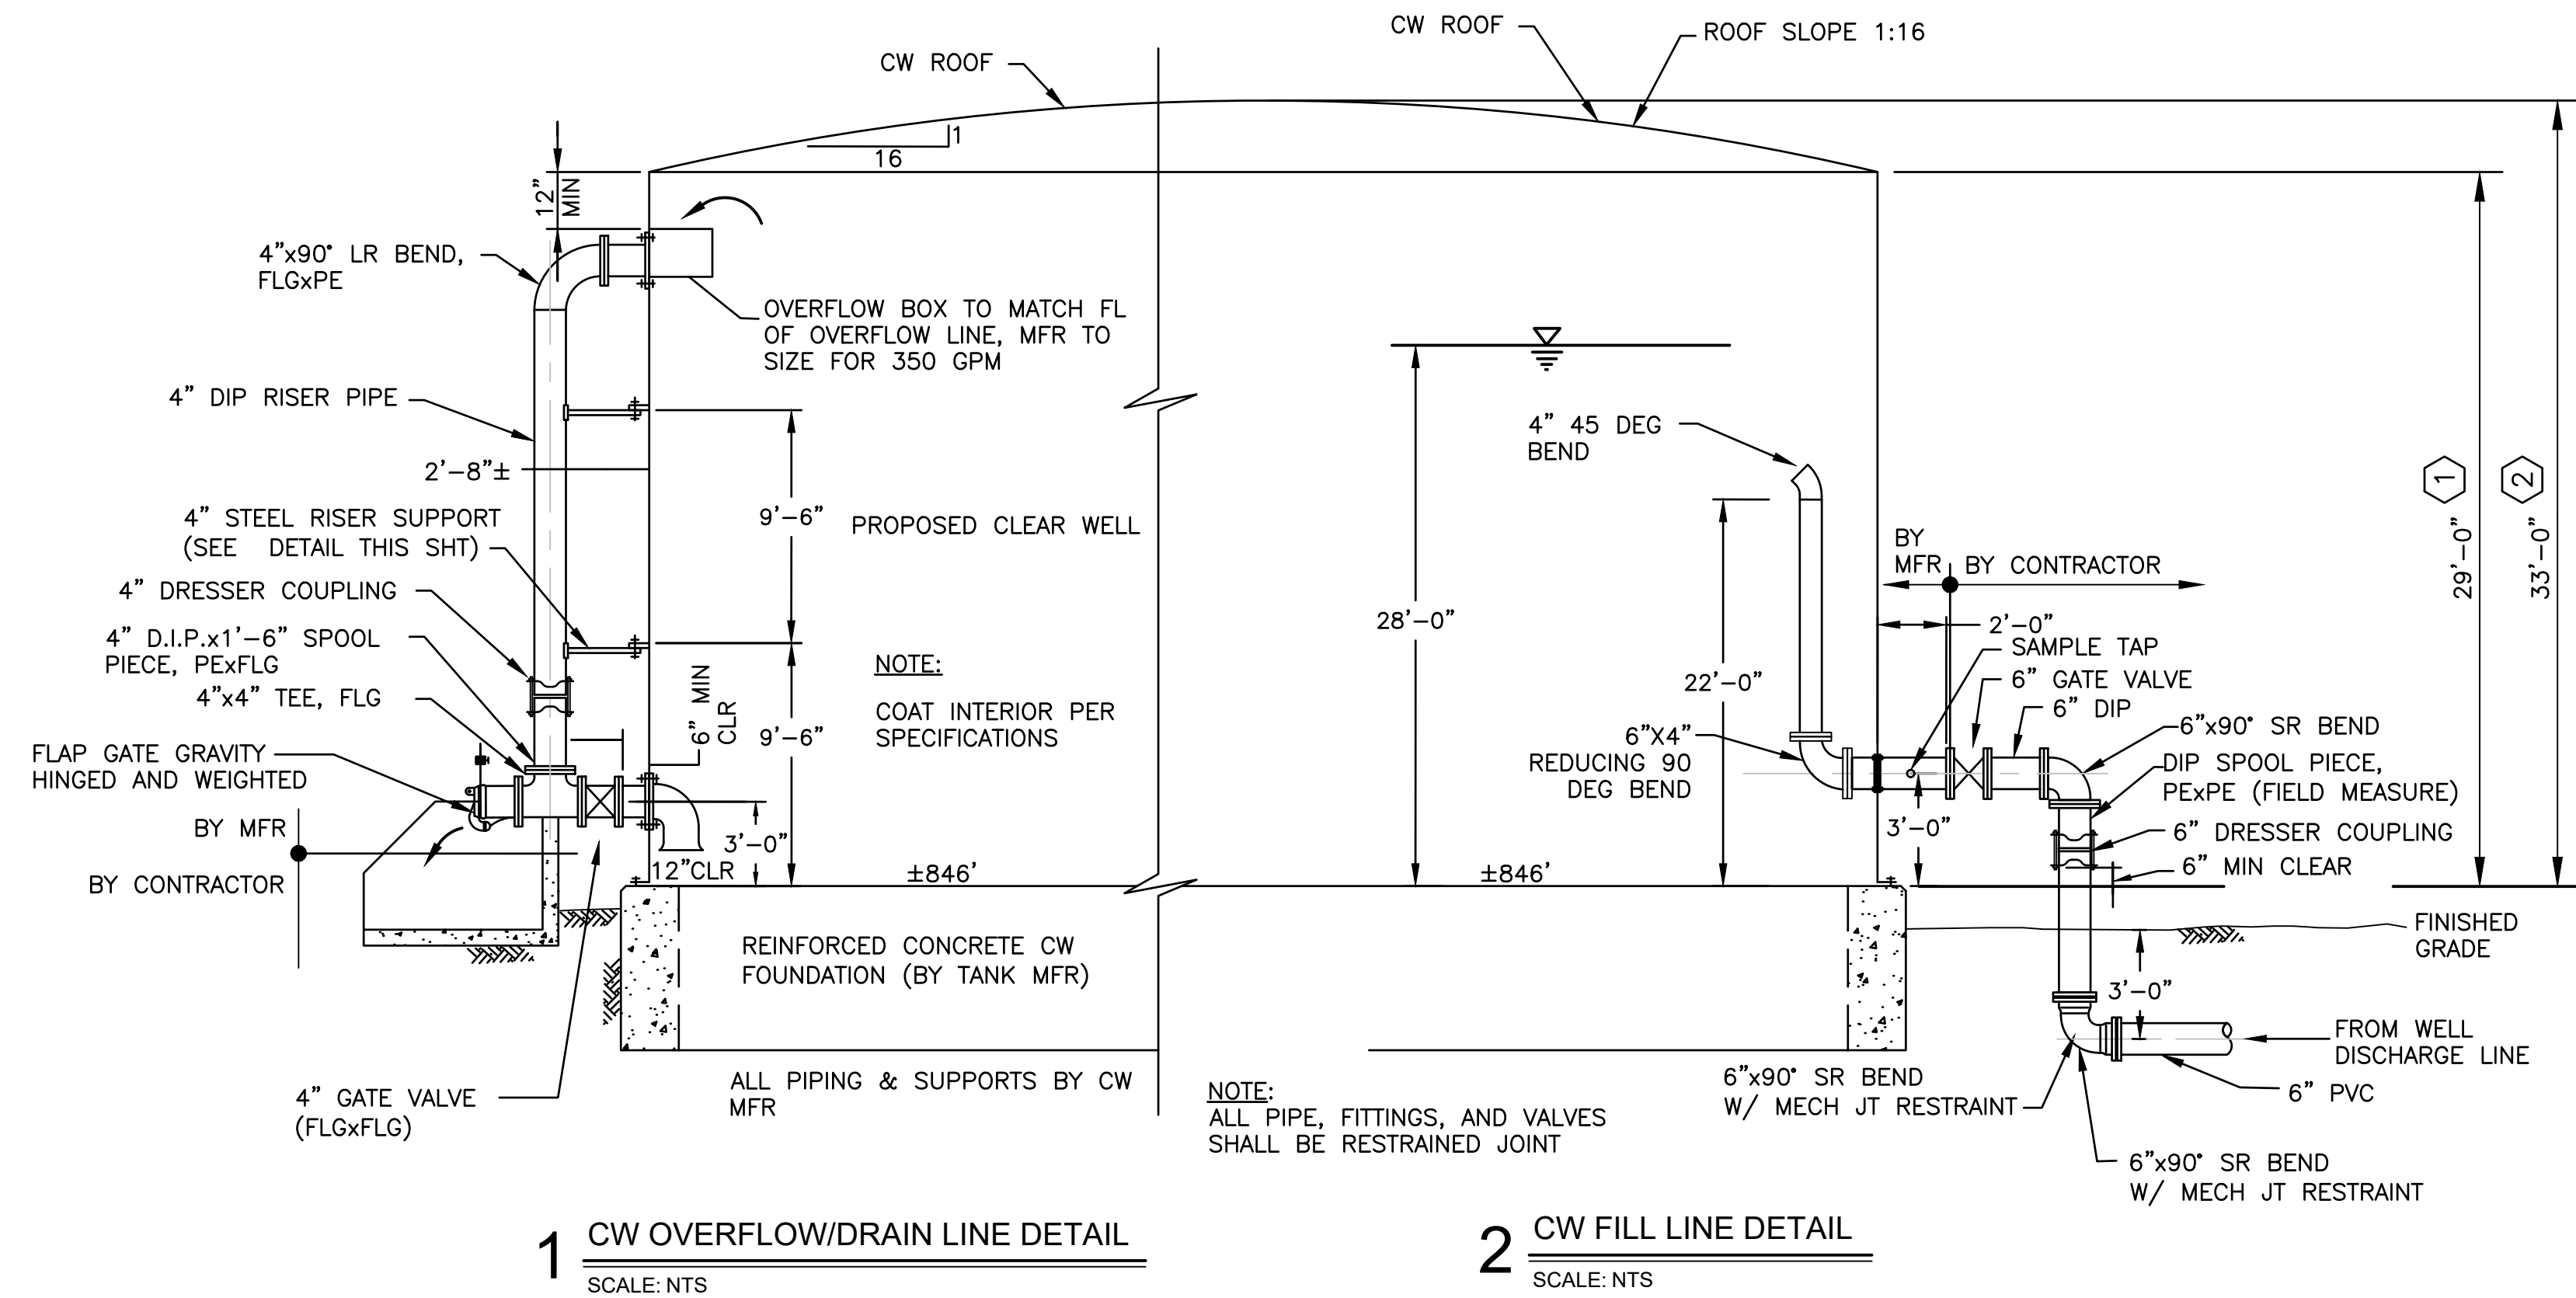 CW ROOF
CW ROOF
ROOF SLOPE 1:16
1
16
12”
MIN
4”x90° LR BEND,
FLGxPE
OVERFLOW BOX TO MATCH FL
OF OVERFLOW LINE, MFR TO
SIZE FOR 350 GPM
4” DIP RISER PIPE
2’-8”±
4” STEEL RISER SUPPORT
(SEE DETAIL THIS SHT)
9’-6”
PROPOSED CLEAR WELL
4” DRESSER COUPLING
4” D.I.P.x1’-6” SPOOL
PIECE, PExFLG
4”x4” TEE, FLG
6” MIN
CLR
9’-6”
NOTE:
COAT INTERIOR PER
SPECIFICATIONS
FLAP GATE GRAVITY
HINGED AND WEIGHTED
BY MFR
BY CONTRACTOR
3’-0”
12”CLR
±846’
REINFORCED CONCRETE CW
FOUNDATION (BY TANK MFR)
4” GATE VALVE
(FLGxFLG)
ALL PIPING & SUPPORTS BY CW
MFR
1
CW OVERFLOW/DRAIN LINE DETAIL
SCALE: NTS
4” 45 DEG
BEND
28’-0”
22’-0”
6”X4”
REDUCING 90
DEG BEND
±846’
BY
MFR
BY CONTRACTOR
2’-0”
SAMPLE TAP
6” GATE VALVE
6” DIP
6”x90° SR BEND
DIP SPOOL PIECE,
PExPE (FIELD MEASURE)
3’-0”
6” DRESSER COUPLING
6” MIN CLEAR
1
29’-0”
2
33’-0”
FINISHED
GRADE
3’-0”
FROM WELL
DISCHARGE LINE
6” PVC
6”x90° SR BEND
W/ MECH JT RESTRAINT
6”x90° SR BEND
W/ MECH JT RESTRAINT
NOTE:
ALL PIPE, FITTINGS, AND VALVES
SHALL BE RESTRAINED JOINT
2
CW FILL LINE DETAIL
SCALE: NTS